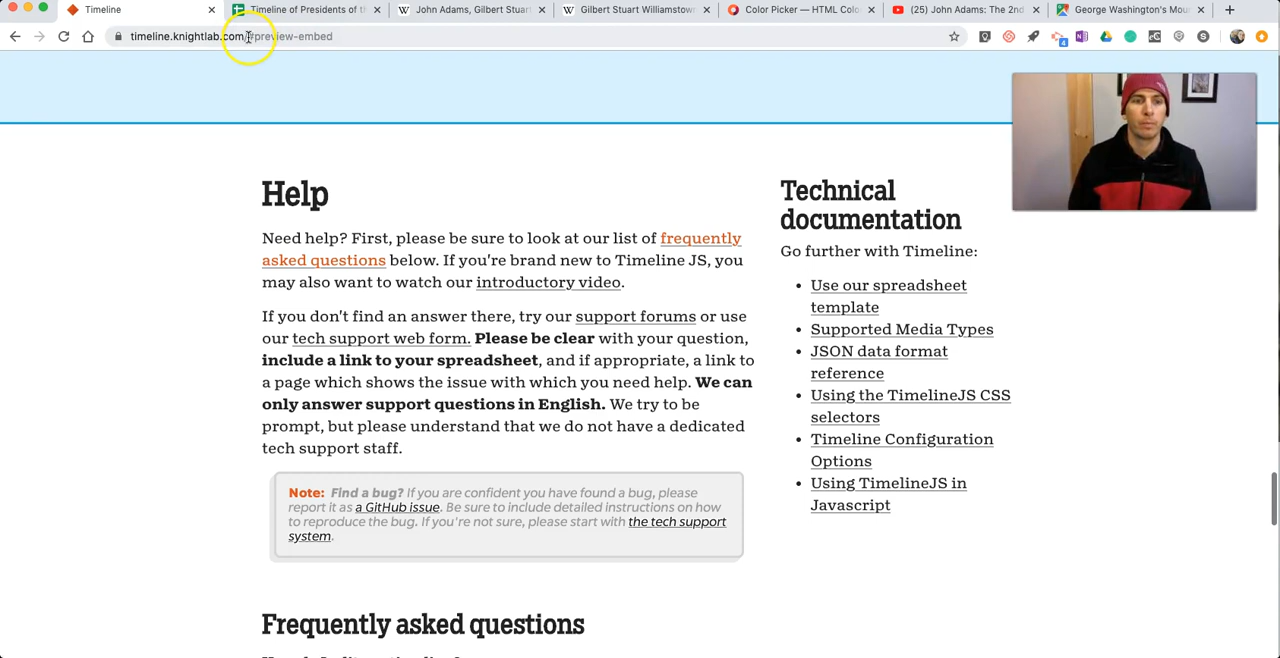 Timeline
Timeline of Presidents of th
John Adams, Gilbert Stuart
Gilbert Stuart Williamstown
Color Picker — HTML Colo
(25) John Adams: The 2nd
George Washington's Mou
timeline.knightlab.com/#preview-embed
Help
Need help? First, please be sure to look at our list of frequently
asked questions below. If you're brand new to Timeline JS, you
may also want to watch our introductory video.
If you don't find an answer there, try our support forums or use
our tech support web form. Please be clear with your question,
include a link to your spreadsheet, and if appropriate, a link to
a page which shows the issue with which you need help. We can
only answer support questions in English. We try to be
prompt, but please understand that we do not have a dedicated
tech support staff.
Note: Find a bug? If you are confident you have found a bug, please
report it as a GitHub issue. Be sure to include detailed instructions on how
to reproduce the bug. If you're not sure, please start with the tech support
system.
Technical
documentation
Go further with Timeline:
• Use our spreadsheet
template
• Supported Media Types
• JSON data format
reference
• Using the TimelineJS CSS
selectors
• Timeline Configuration
Options
• Using TimelineJS in
Javascript
Frequently asked questions